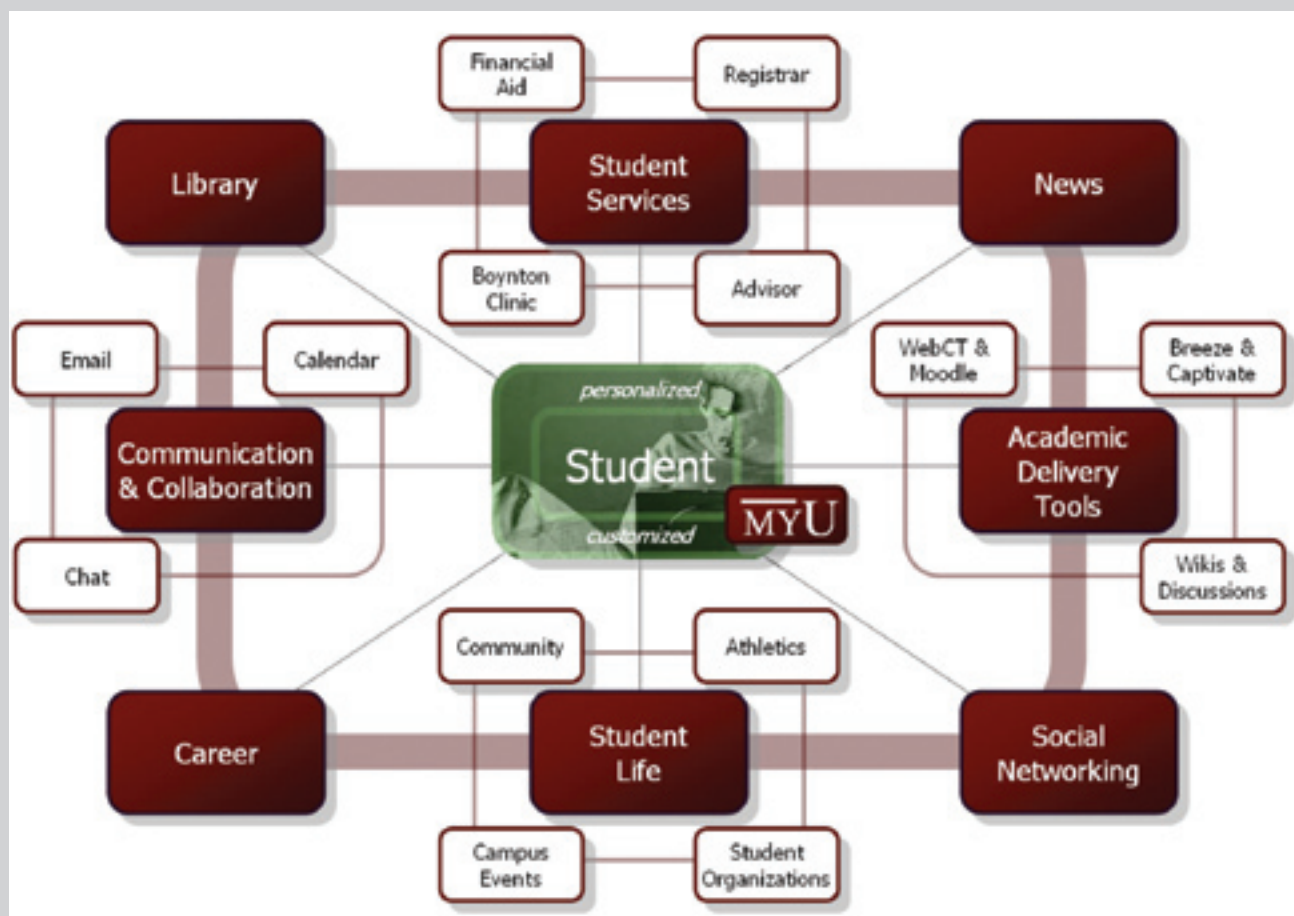 Financial
Aid
Registrar
Library
Student
Services
News
Boynton
Clinic
Advisor
Email
Calendar
WebCT &
Moodle
Breeze &
Captivate
personalized
Communication
& Collaboration
Student
Academic
Delivery
Tools
MYU
customized
Chat
Wikis &
Discussions
Community
Athletics
Career
Student
Life
Social
Networking
Campus
Events
Student
Organizations